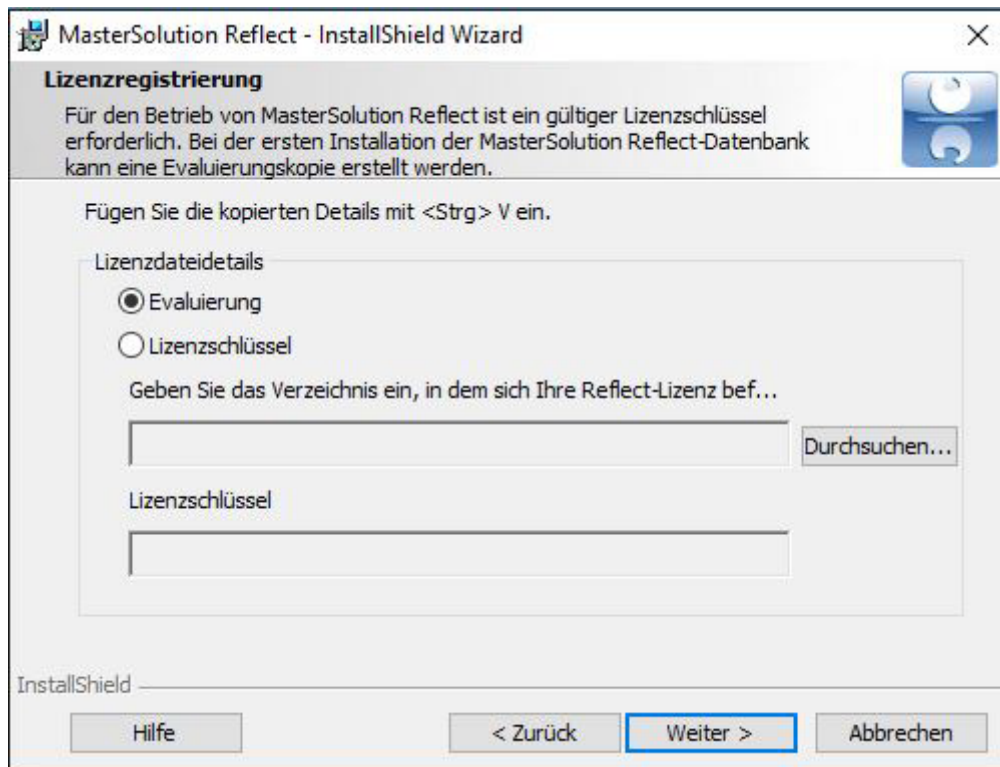 MasterSolution Reflect - InstallShield Wizard
Lizenzregistrierung
Für den Betrieb von MasterSolution Reflect ist ein gültiger Lizenzschlüssel
erforderlich. Bei der ersten Installation der MasterSolution Reflect-Datenbank
kann eine Evaluierungskopie erstellt werden.
Fügen Sie die kopierten Details mit <Strg> V ein.
Lizenzdateidetails
Evaluierung
Lizenzschlüssel
Geben Sie das Verzeichnis ein, in dem sich Ihre Reflect-Lizenz bef...
Durchsuchen...
Lizenzschlüssel
InstallShield
Hilfe
< Zurück
Weiter >
Abbrechen